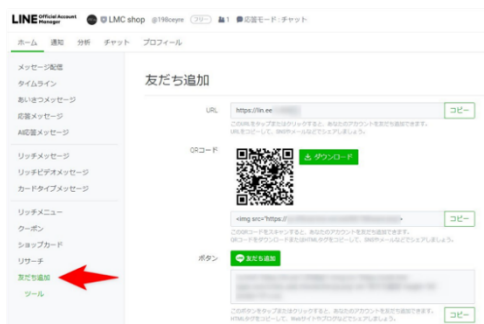 LINE Official Account Manager LMC shop @198oeyre フリー 1 応答モード:チャット
ホーム 通知 分析 チャット プロフィール
メッセージ配信
タイムライン
あいさつメッセージ
応答メッセージ
AI応答メッセージ
リッチメッセージ
リッチビデオメッセージ
カードタイプメッセージ
リッチメニュー
クーポン
ショップカード
リサーチ
友だち追加
ツール
友だち追加
URL https://lin.ee コピー
このURLをタップまたはクリックすると、あなたのアカウントを友だち追加できます。
URLをコピーして、SNSやメールなどでシェアしましょう。
QRコード ダウンロード
<img src="https:// コピー
このQRコードをスキャンすると、あなたのアカウントを友だち追加できます。
QRコードをダウンロードまたはHTMLタグをコピーして、SNSやメールなどでシェアしましょう。
ボタン 友だち追加
このボタンをタップまたはクリックすると、あなたのアカウントを友だち追加できます。
HTMLタグをコピーして、Webサイトやブログなどでシェアしましょう。 コピー